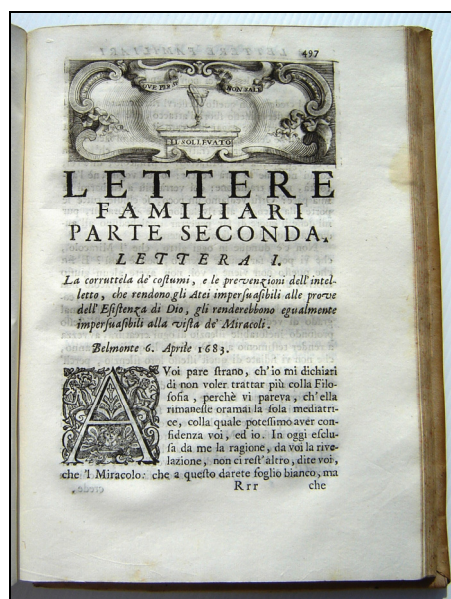 497
IL SOLLEVATO
LETTERE
FAMILIARI
PARTE SECONDA.
LETTERA I.
La corruttela de' costumi, e le prevenzioni dell'intel-
letto, che rendono gli Atei impersuasibili alle prove
dell'Esistenza di Dio, gli renderebbono egualmente
impersuasibili alla vista de' Miracoli.
Belmonte 6. Aprile 1683.
A Voi pare strano, ch'io mi dichiari
di non voler trattar più colla Filo-
sofia, perchè vi pareva, ch'ella
rimanesse oramai la sola mediatri-
ce, colla quale potessimo aver con-
fidenza voi, ed io. In oggi esclu-
sa da me la ragione, da voi la rive-
lazione, non ci rest'altro, dite voi,
che 'l Miracolo: che a questo darete foglio bianco, ma
Rrr che